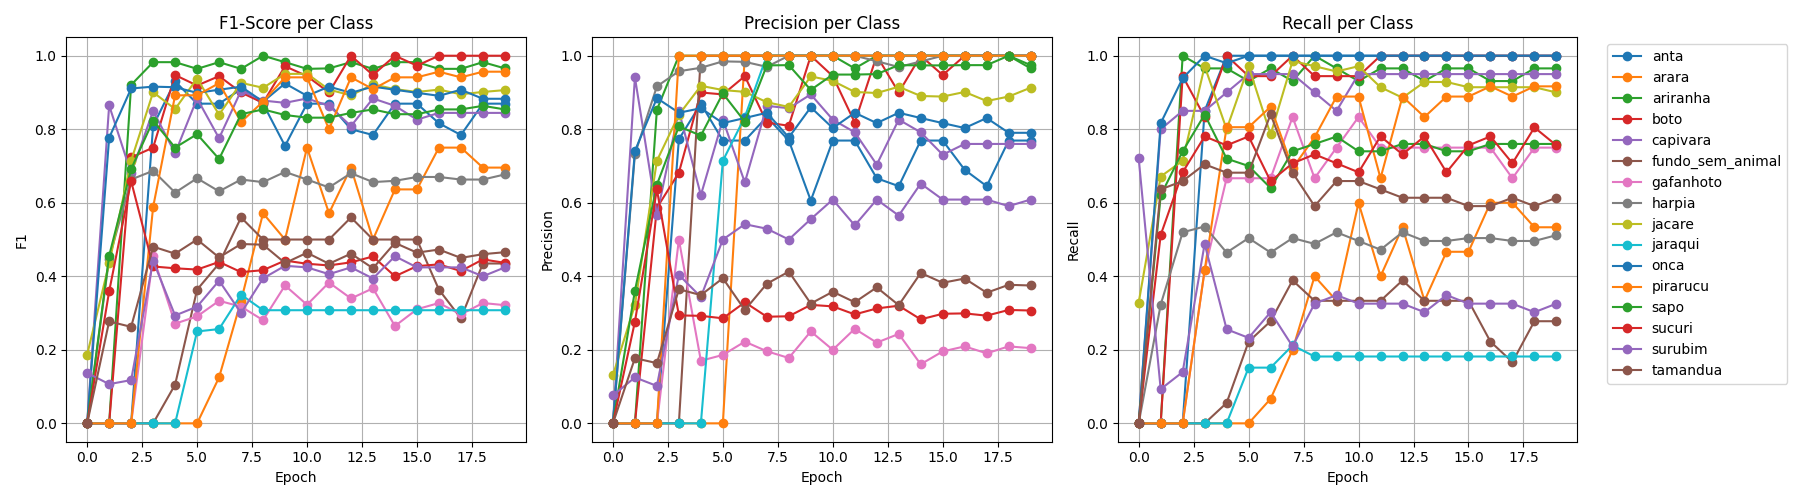 F1-Score per Class
F1
1.0
0.8
0.6
0.4
0.2
0.0
0.0 2.5 5.0 7.5 10.0 12.5 15.0 17.5
Epoch
Precision per Class
Precision
1.0
0.8
0.6
0.4
0.2
0.0
0.0 2.5 5.0 7.5 10.0 12.5 15.0 17.5
Epoch
Recall per Class
Recall
1.0
0.8
0.6
0.4
0.2
0.0
0.0 2.5 5.0 7.5 10.0 12.5 15.0 17.5
Epoch
anta
arara
ariranha
boto
capivara
fundo_sem_animal
gafanhoto
harpia
jacare
jaraqui
onca
pirarucu
sapo
sucuri
surubim
tamandua